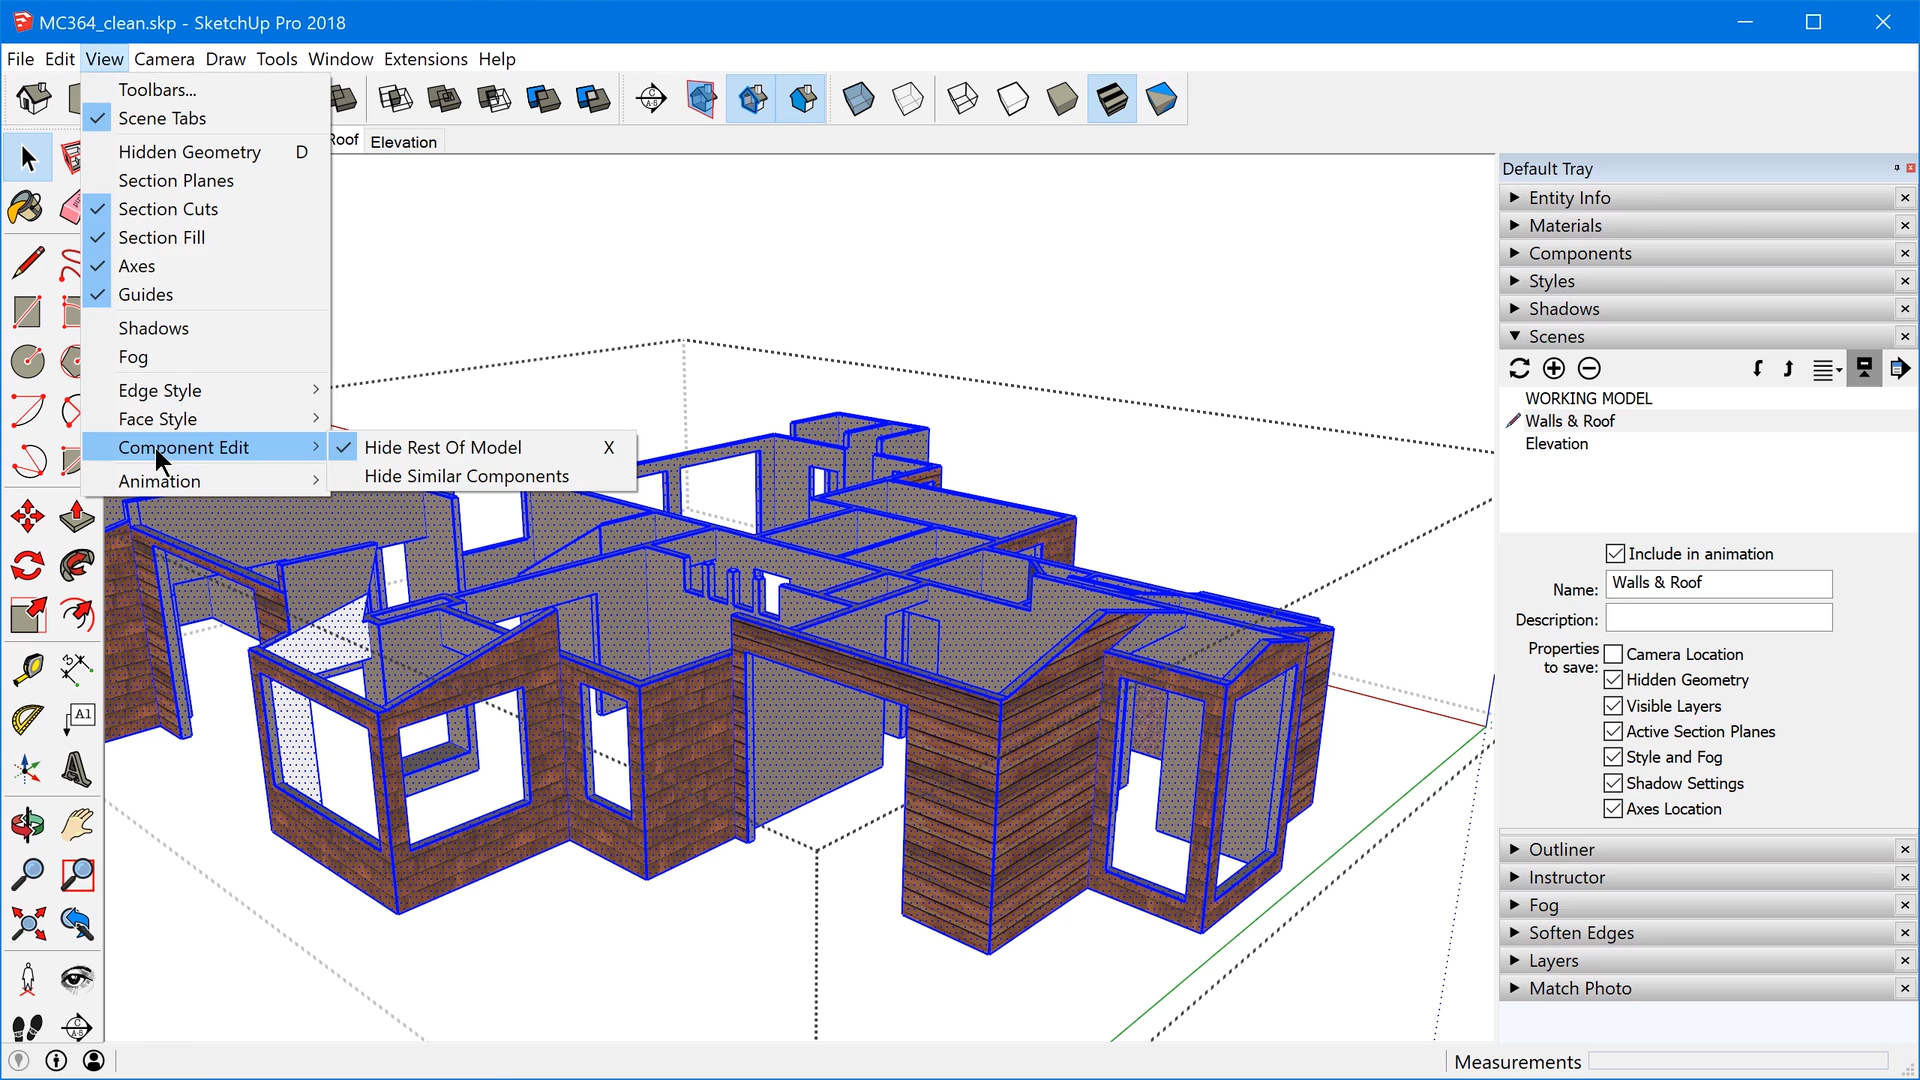 MC364_clean.skp - SketchUp Pro 2018
File Edit View Camera Draw Tools Window Extensions Help
Toolbars...
Scene Tabs
Hidden Geometry D
Section Planes
Section Cuts
Section Fill
Axes
Guides
Shadows
Fog
Edge Style
Face Style
Component Edit
Animation
Hide Rest Of Model X
Hide Similar Components
Roof
Elevation
A1
Default Tray
Entity Info
Materials
Components
Styles
Shadows
Scenes
WORKING MODEL
Walls & Roof
Elevation
Include in animation
Name: Walls & Roof
Description:
Properties to save:
Camera Location
Hidden Geometry
Visible Layers
Active Section Planes
Style and Fog
Shadow Settings
Axes Location
Outliner
Instructor
Fog
Soften Edges
Layers
Match Photo
Measurements